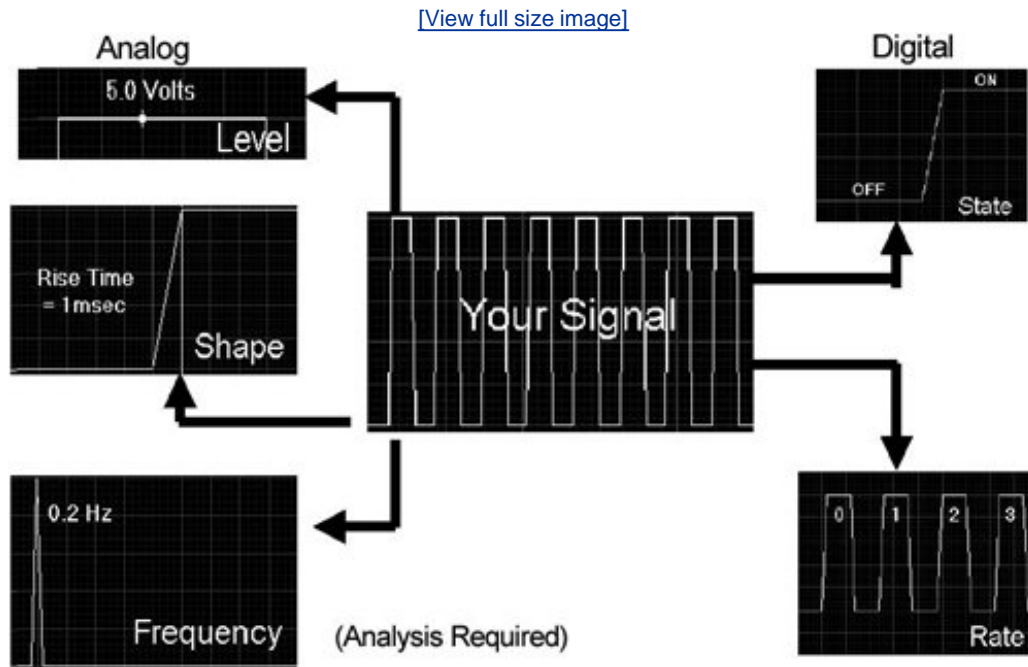 [View full size image]
Analog
Digital
5.0 Volts
Level
ON
OFF
State
Rise Time
= 1msec
Shape
Your Signal
0.2 Hz
Frequency
(Analysis Required)
0 1 2 3
Rate